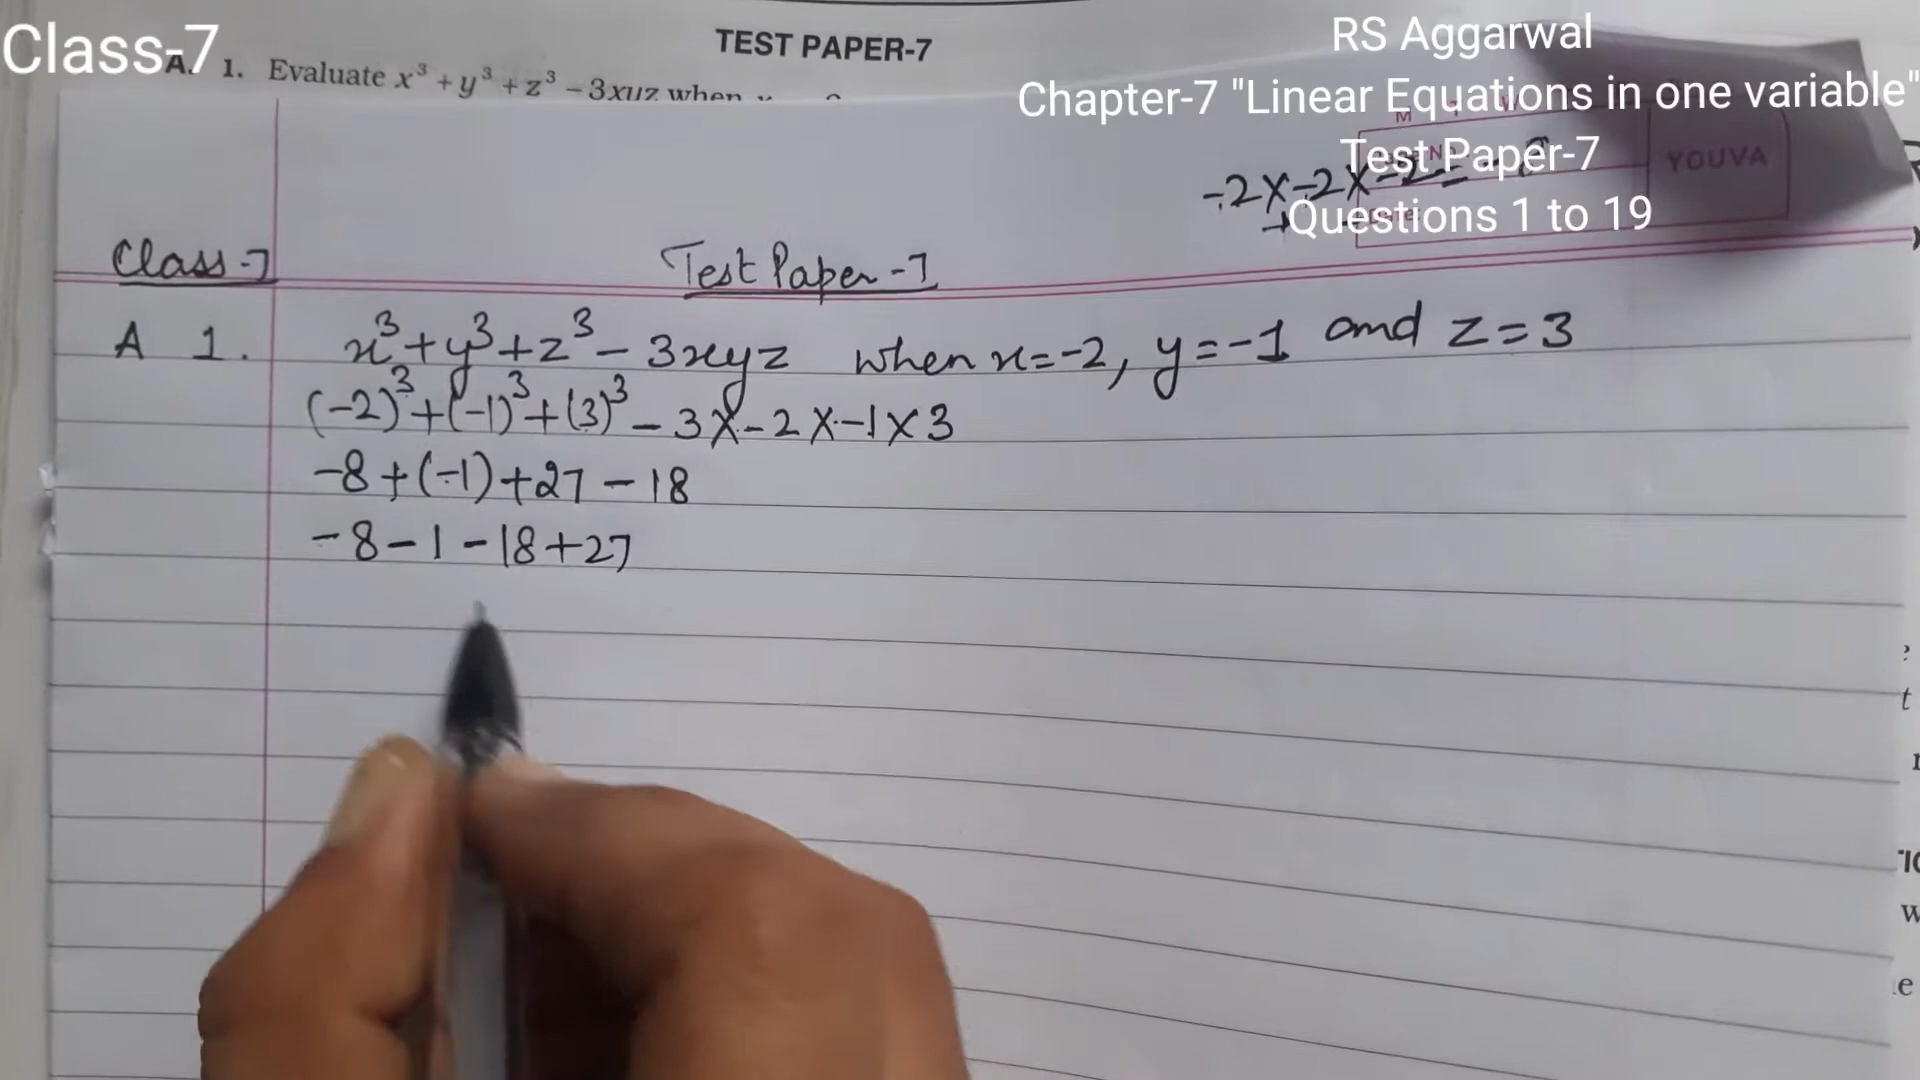 Class-7
TEST PAPER-7
RS Aggarwal
A. 1. Evaluate x³ + y³ + z³ – 3xyz when
Chapter-7 "Linear Equations in one variable"
Test Paper-7
YOUVA
-2×-2×-2=
Questions 1 to 19
Class-7
Test Paper-7
A 1. x³+y³+z³-3xyz when x=-2, y=-1 and z=3
(-2)³+(-1)³+(3)³-3×-2×-1×3
-8+(-1)+27-18
-8-1-18+27